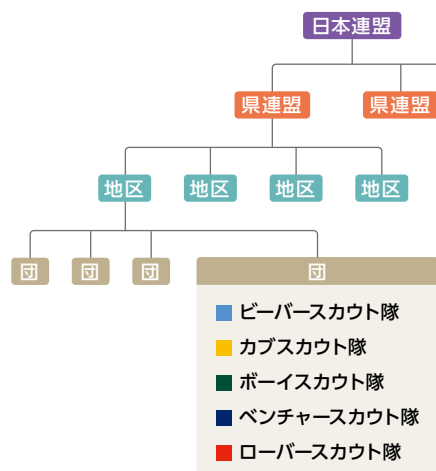 日本連盟
県連盟 県連盟
地区 地区 地区 地区
団 団 団 団
ビーバースカウト隊
カブスカウト隊
ボーイスカウト隊
ベンチャースカウト隊
ローバースカウト隊